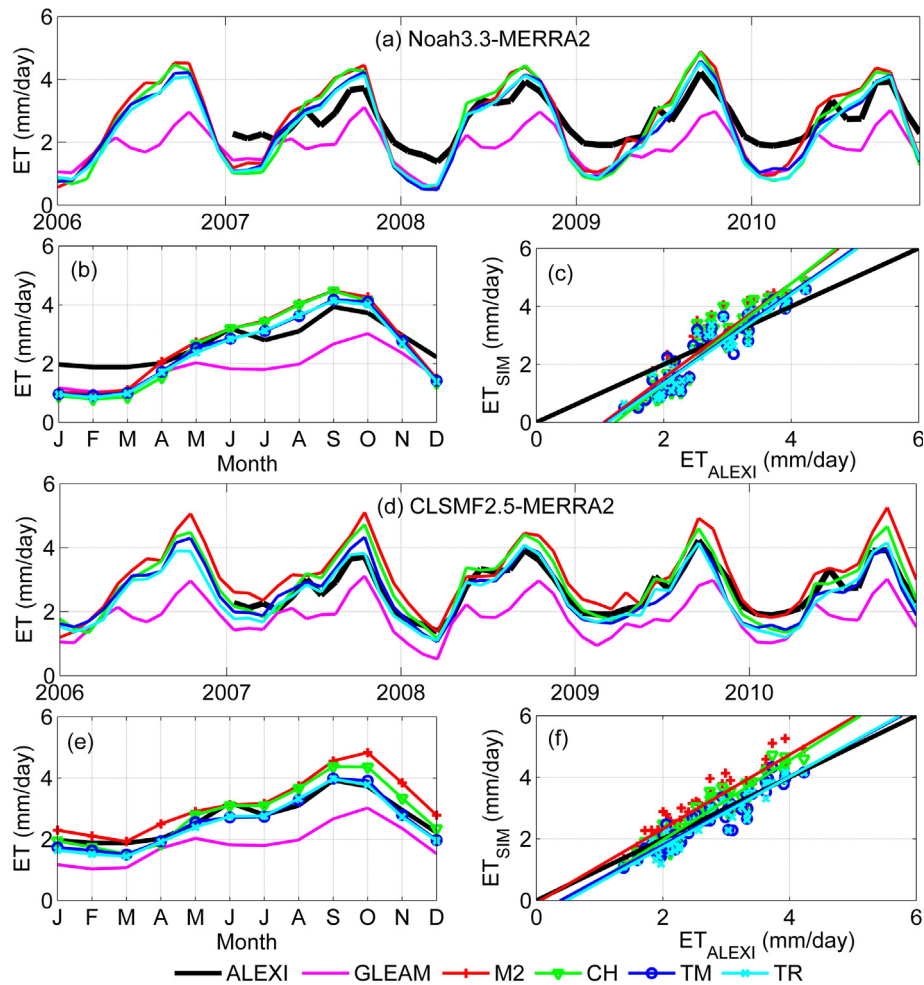 6
4
2
0
ET (mm/day)
(a) Noah3.3-MERRA2
2006 2007 2008 2009 2010
6
4
2
0
ET (mm/day)
(b)
J F M A M J J A S O N D
Month
6
4
2
0
ET_SIM (mm/day)
(c)
0 2 4 6
ET_ALEXI (mm/day)
6
4
2
0
ET (mm/day)
(d) CLSMF2.5-MERRA2
2006 2007 2008 2009 2010
6
4
2
0
ET (mm/day)
(e)
J F M A M J J A S O N D
Month
6
4
2
0
ET_SIM (mm/day)
(f)
0 2 4 6
ET_ALEXI (mm/day)
ALEXI GLEAM M2 CH TM TR